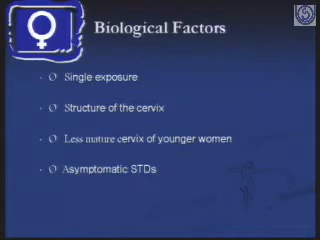 Biological Factors
• O Single exposure
• O Structure of the cervix
• O Less mature cervix of younger women
• O Asymptomatic STDs